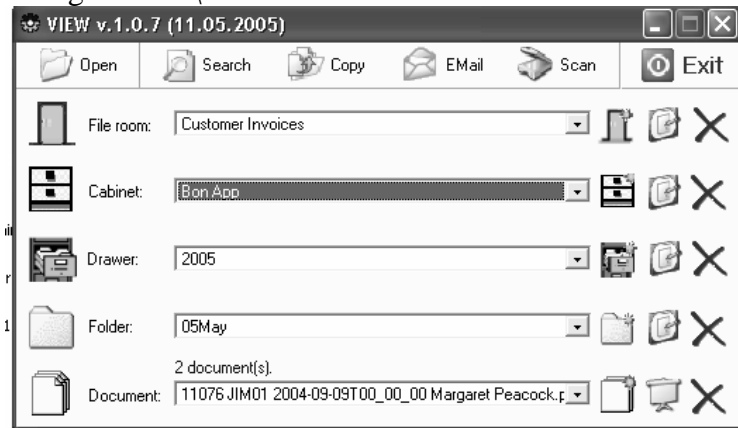 VIEW v.1.0.7 (11.05.2005)
Open Search Copy EMail Scan Exit
File room: Customer Invoices
Cabinet: Bon App
Drawer: 2005
Folder: 05May
2 document(s).
Document: 11076 JIM01 2004-09-09T00_00_00 Margaret Peacock.p